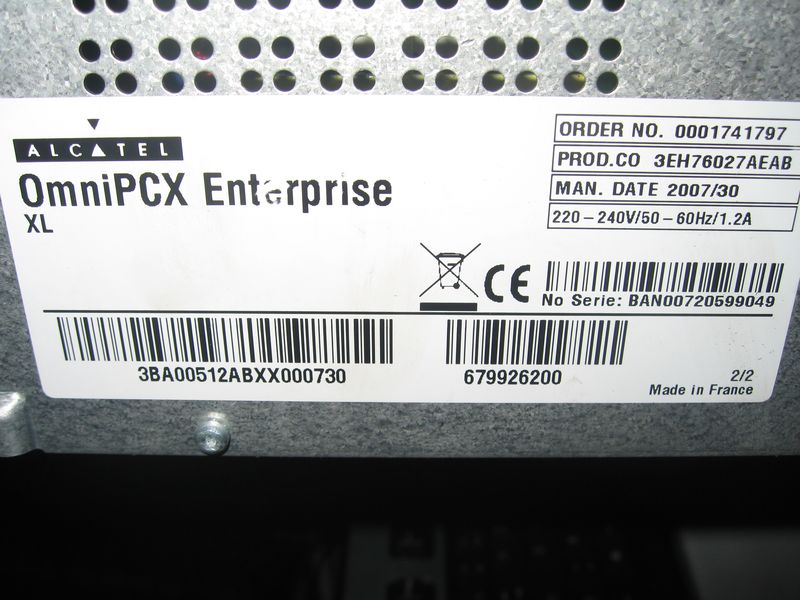 ALCATEL
OmniPCX Enterprise
XL
ORDER NO. 0001741797
PROD.CO 3EH76027AEAB
MAN. DATE 2007/30
220-240V/50-60Hz/1.2A
CE
No Serie: BAN00720599049
3BA00512ABXX000730
679926200
2/2
Made in France